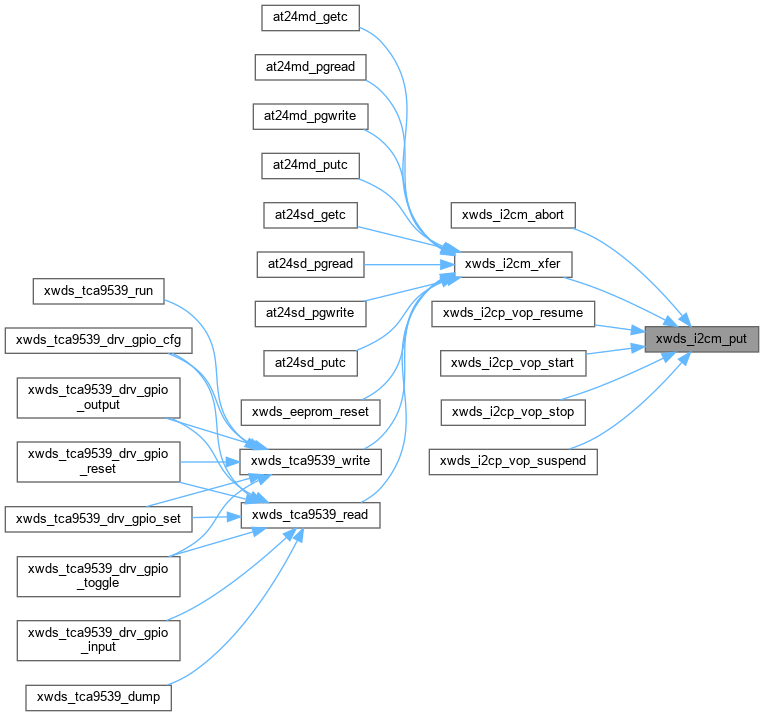 at24md_getc
at24md_pgread
at24md_pgwrite
at24md_putc
at24sd_getc
xwds_i2cm_abort
at24sd_pgread
xwds_i2cm_xfer
xwds_tca9539_run
at24sd_pgwrite
xwds_i2cp_vop_resume
xwds_tca9539_drv_gpio_cfg
xwds_i2cm_put
at24sd_putc
xwds_i2cp_vop_start
xwds_tca9539_drv_gpio
_output
xwds_eeprom_reset
xwds_i2cp_vop_stop
xwds_tca9539_drv_gpio
_reset
xwds_tca9539_write
xwds_i2cp_vop_suspend
xwds_tca9539_drv_gpio_set
xwds_tca9539_read
xwds_tca9539_drv_gpio
_toggle
xwds_tca9539_drv_gpio
_input
xwds_tca9539_dump